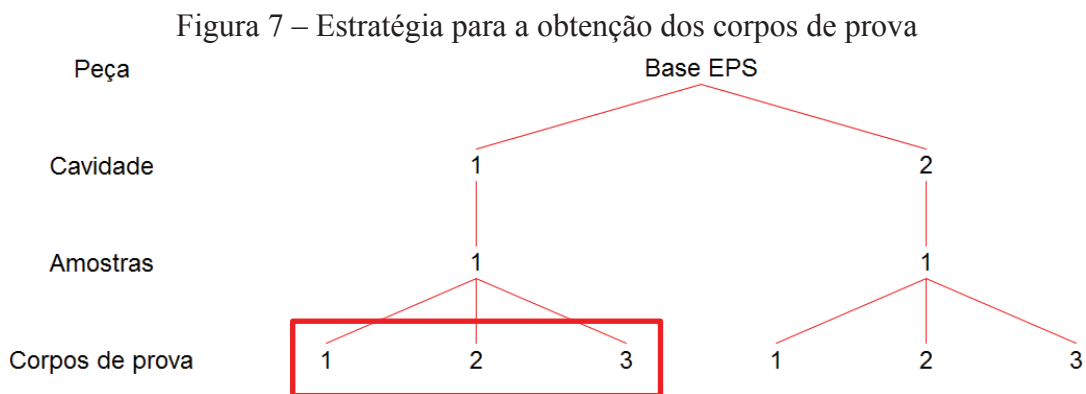 Figura 7 – Estratégia para a obtenção dos corpos de prova
Peça Base EPS
Cavidade 1 2
Amostras 1 1
Corpos de prova 1 2 3 1 2 3